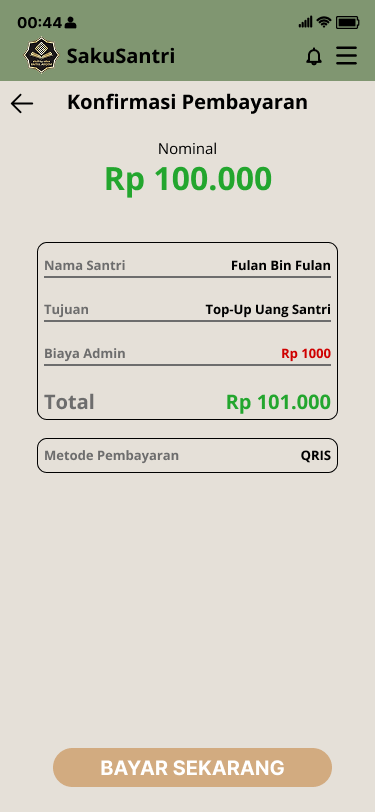 00:44
SakuSantri
Konfirmasi Pembayaran
Nominal
Rp 100.000
Nama Santri Fulan Bin Fulan
Tujuan Top-Up Uang Santri
Biaya Admin Rp 1000
Total Rp 101.000
Metode Pembayaran QRIS
BAYAR SEKARANG